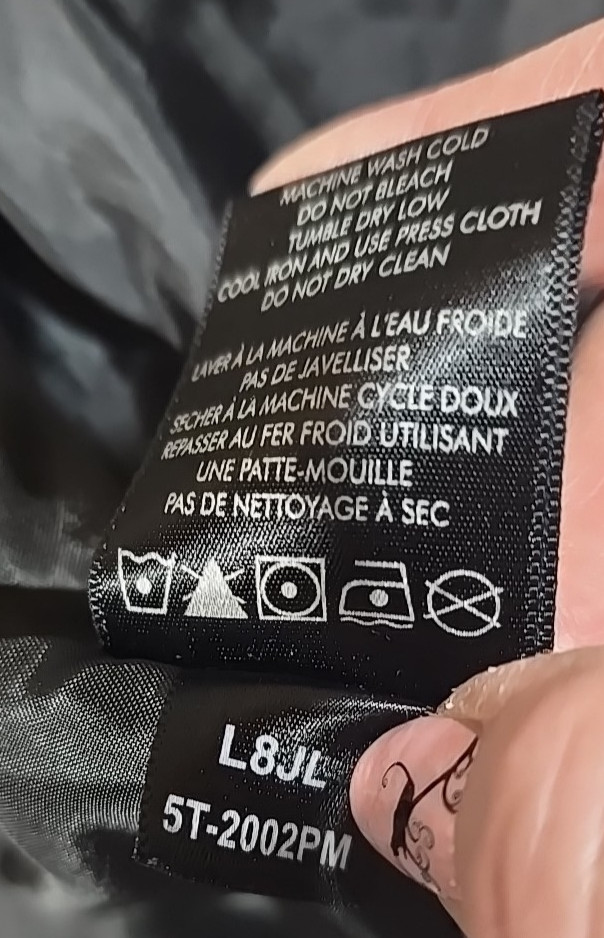 MACHINE WASH COLD
DO NOT BLEACH
TUMBLE DRY LOW
COOL IRON AND USE PRESS CLOTH
DO NOT DRY CLEAN
LAVER À LA MACHINE À L'EAU FROIDE
PAS DE JAVELLISER
SECHER À LA MACHINE CYCLE DOUX
REPASSER AU FER FROID UTILISANT
UNE PATTE-MOUILLE
PAS DE NETTOYAGE À SEC
L8JL
5T-2002PM